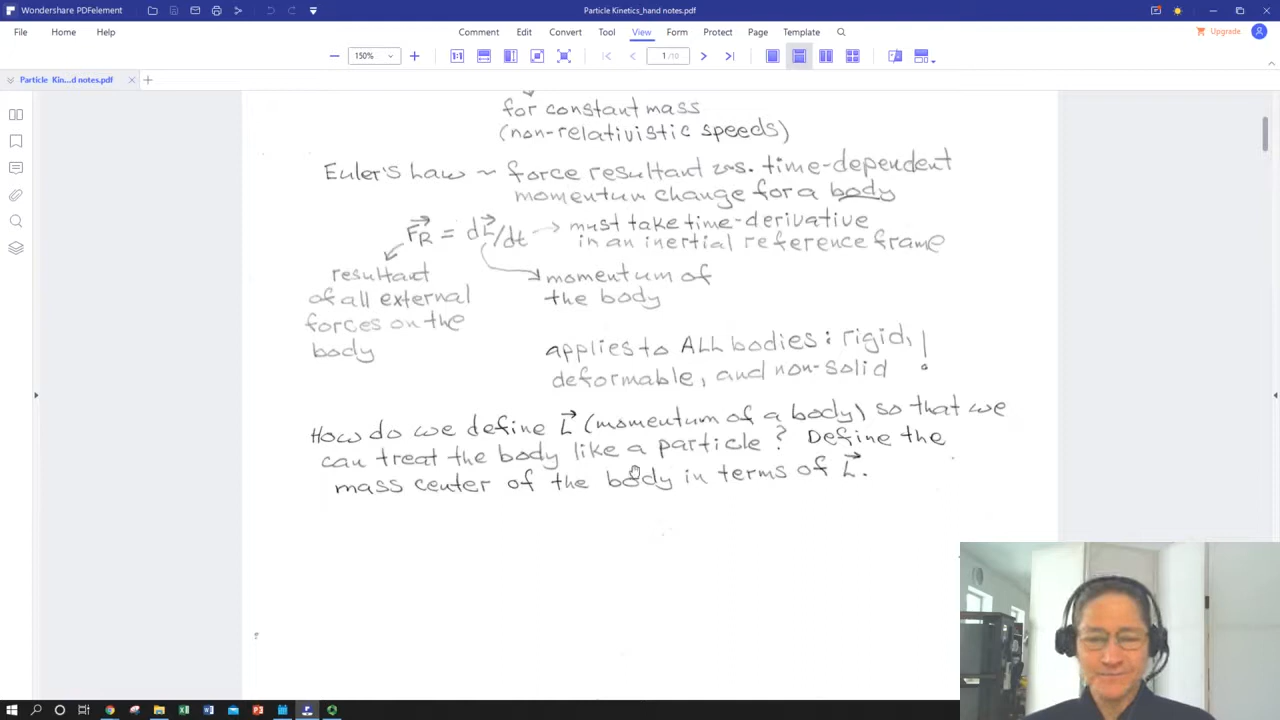 Wondershare PDFelement
Particle Kinetics_hand notes.pdf
File Home Help
Comment Edit Convert Tool View Form Protect Page Template
Upgrade
150%
1 /10
Particle Kin...d notes.pdf
for constant mass
(non-relativistic speeds)
Euler's Law ~ force resultant vs. time-dependent
momentum change for a body
F⃗R = dL⃗/dt → must take time-derivative
in an inertial reference frame
resultant
of all external
forces on the
body
momentum of
the body
applies to ALL bodies: rigid,
deformable, and non-solid !
How do we define L⃗ (momentum of a body) so that we
can treat the body like a particle? Define the
mass center of the body in terms of L⃗.